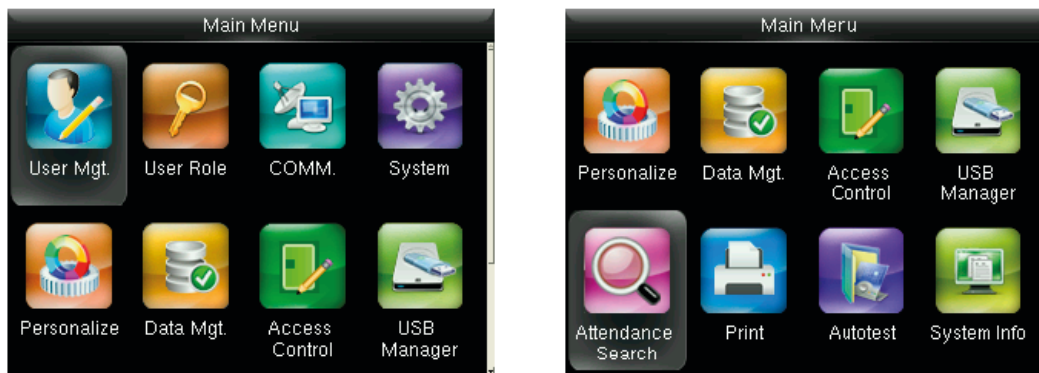 Main Menu
User Mgt.
User Role
COMM.
System
Personalize
Data Mgt.
Access
Control
USB
Manager
Main Meru
Personalize
Data Mgt.
Access
Control
USB
Manager
Attendance
Search
Print
Autotest
System Info